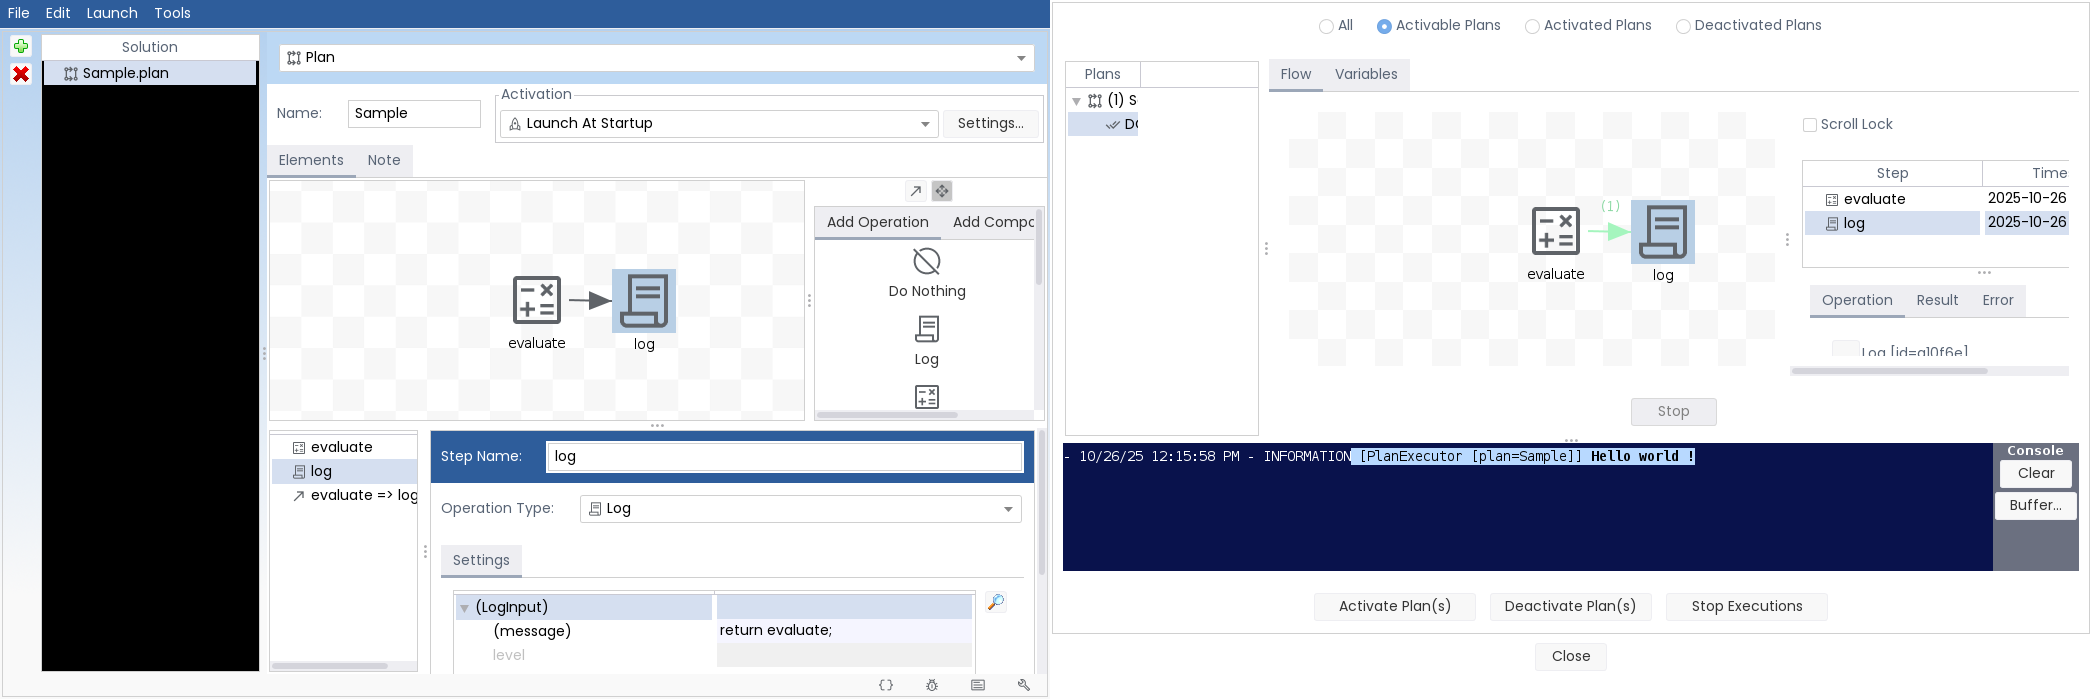 File Edit Launch Tools
Solution
Sample.plan
Plan
Name: Sample
Activation
Launch At Startup
Settings...
Elements Note
evaluate
log
Add Operation Add Compo
Do Nothing
Log
evaluate
log
evaluate => log
Step Name: log
Operation Type: Log
Settings
(LogInput)
(message) return evaluate;
level
All Activable Plans Activated Plans Deactivated Plans
Plans
(1) S
Flow Variables
(1)
evaluate
log
Scroll Lock
Step Time
evaluate 2025-10-26
log 2025-10-26
Operation Result Error
Log [id=g10f6e]
Stop
- 10/26/25 12:15:58 PM - INFORMATION [PlanExecutor [plan=Sample]] Hello world !
Console
Clear
Buffer...
Activate Plan(s) Deactivate Plan(s) Stop Executions
Close